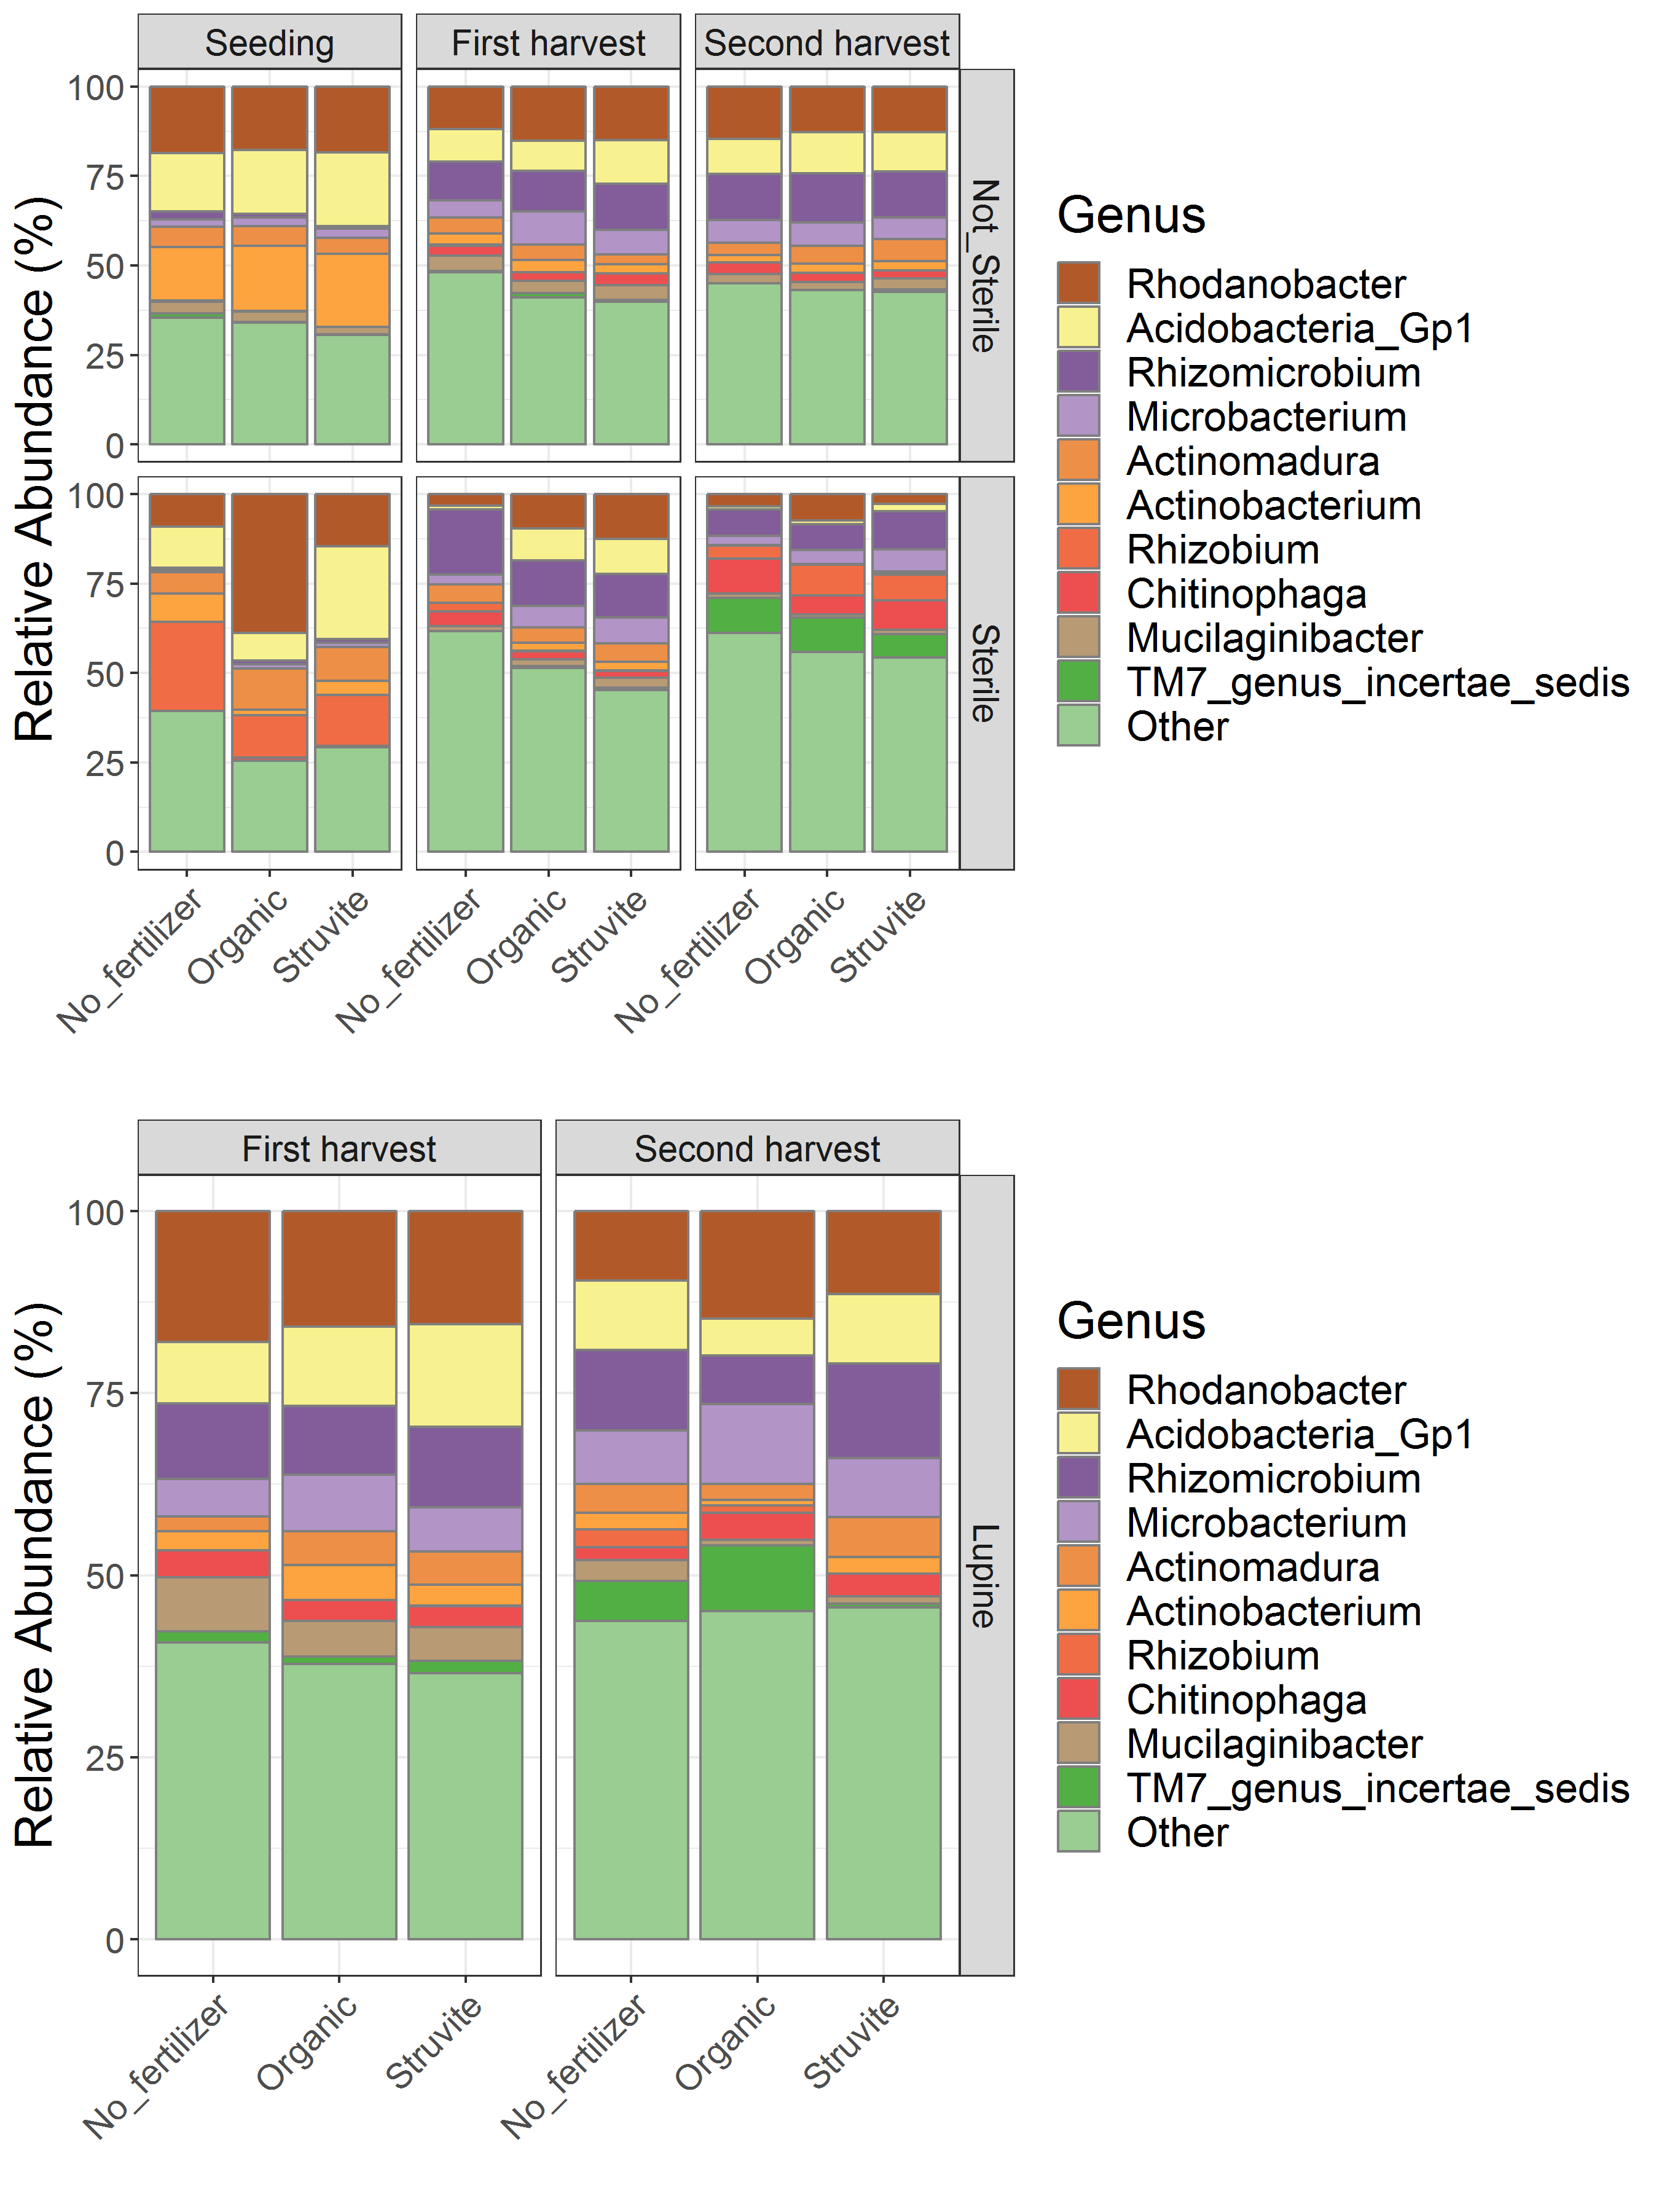 Seeding
First harvest
Second harvest
Relative Abundance (%)
100
75
50
25
0
Not_Sterile
100
75
50
25
0
Sterile
No_fertilizer
Organic
Struvite
No_fertilizer
Organic
Struvite
No_fertilizer
Organic
Struvite
Genus
Rhodanobacter
Acidobacteria_Gp1
Rhizomicrobium
Microbacterium
Actinomadura
Actinobacterium
Rhizobium
Chitinophaga
Mucilaginibacter
TM7_genus_incertae_sedis
Other
First harvest
Second harvest
Relative Abundance (%)
100
75
50
25
0
Lupine
No_fertilizer
Organic
Struvite
No_fertilizer
Organic
Struvite
Genus
Rhodanobacter
Acidobacteria_Gp1
Rhizomicrobium
Microbacterium
Actinomadura
Actinobacterium
Rhizobium
Chitinophaga
Mucilaginibacter
TM7_genus_incertae_sedis
Other